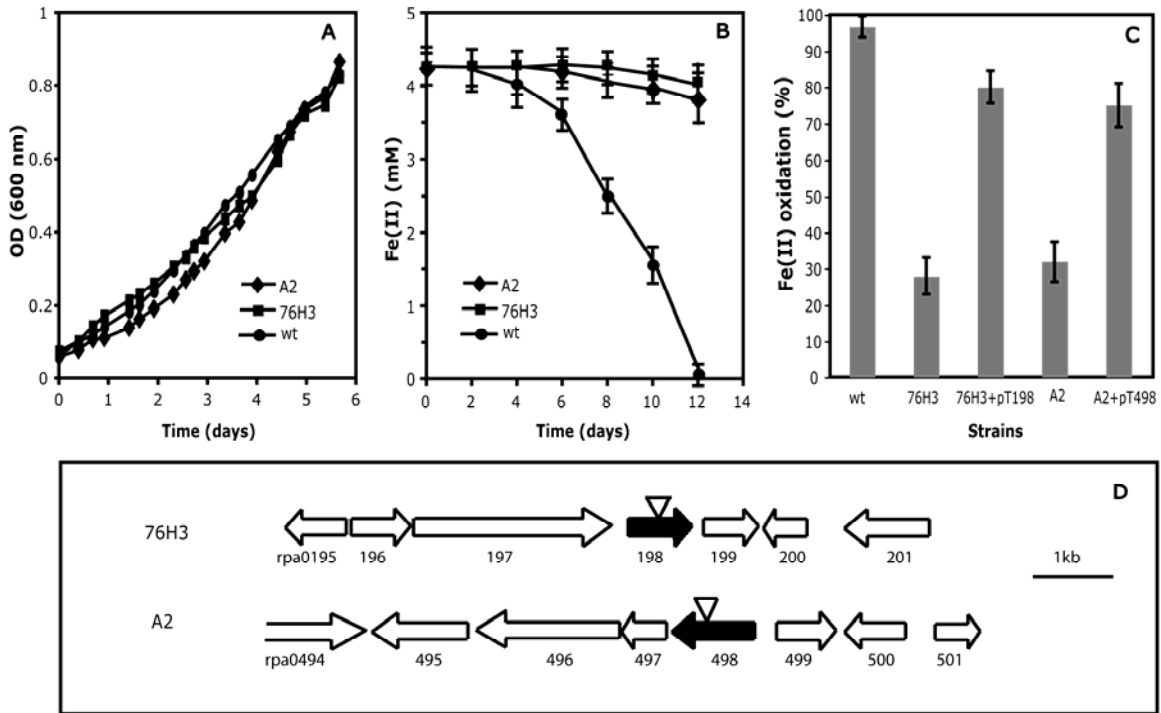 A
1
0.8
0.6
0.4
0.2
0
OD (600 nm)
A2
76H3
wt
0 1 2 3 4 5 6
Time (days)
B
5
4
3
2
1
0
Fe(II) (mM)
A2
76H3
wt
0 2 4 6 8 10 12 14
Time (days)
C
100
90
80
70
60
50
40
30
20
10
0
Fe(II) oxidation (%)
wt 76H3 76H3+pT198 A2 A2+pT498
Strains
D
76H3
rpa0195 196 197 198 199 200 201
1kb
A2
rpa0494 495 496 497 498 499 500 501